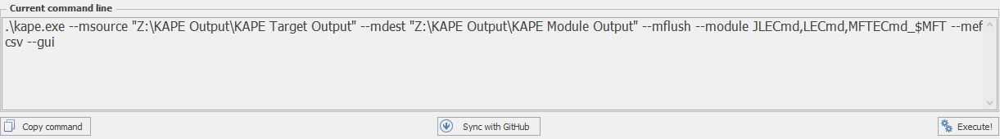 Current command line
.\kape.exe --msource "Z:\KAPE Output\KAPE Target Output" --mdest "Z:\KAPE Output\KAPE Module Output" --mflush --module JLECmd,LECmd,MFTECmd_$MFT --mef
csv --gui
Copy command
Sync with GitHub
Execute!